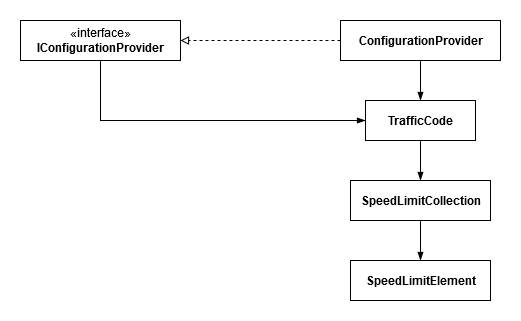 «interface»
IConfigurationProvider
ConfigurationProvider
TrafficCode
SpeedLimitCollection
SpeedLimitElement